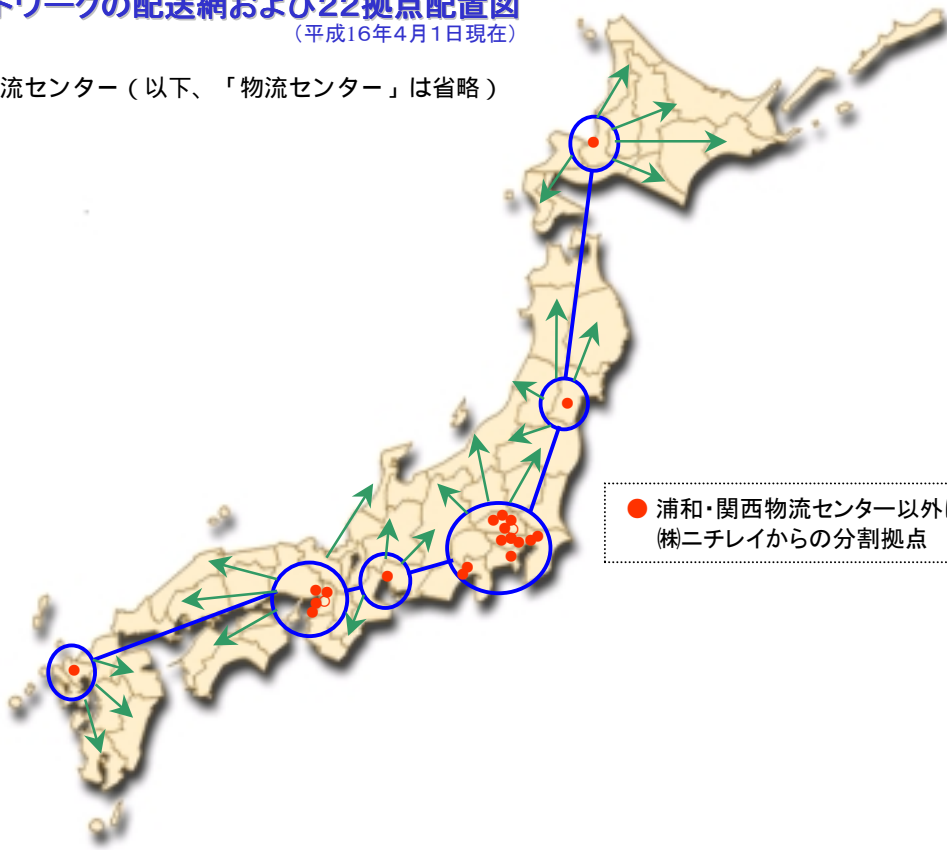 トワークの配送網および22拠点配置図
（平成16年4月1日現在）
流センター（以下、「物流センター」は省略）
● 浦和・関西物流センター以外
㈱ニチレイからの分割拠点